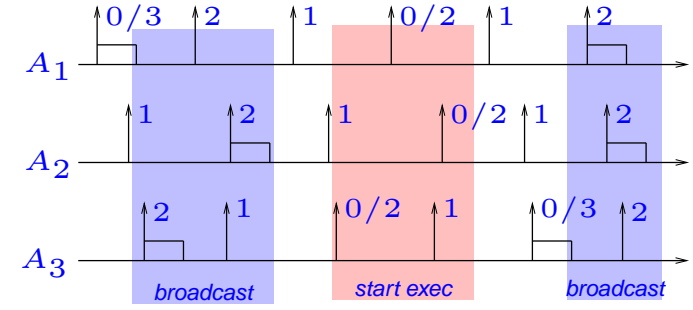 0/3 2 1 0/2 1 2
A1
1 2 1 0/2 1 2
A2
2 1 0/2 1 0/3 2
A3
broadcast start exec broadcast